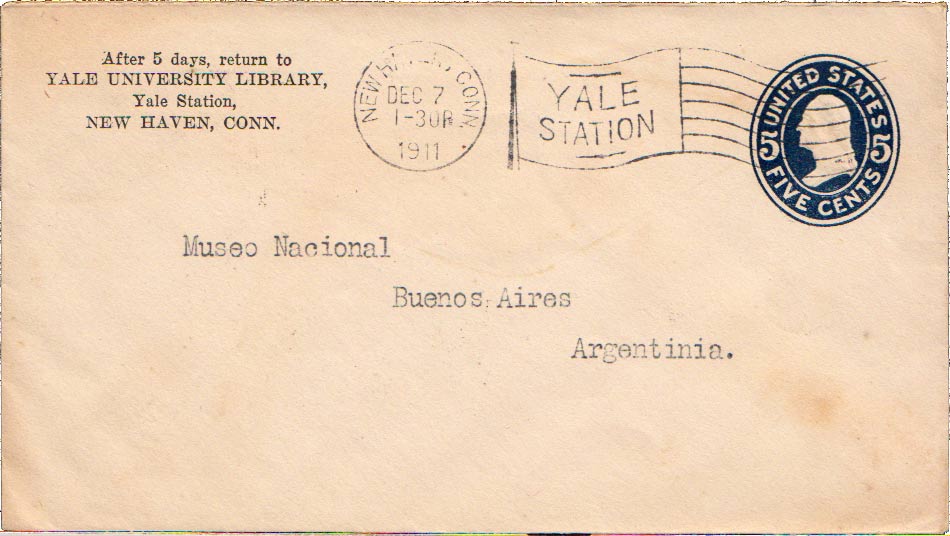 After 5 days, return to
YALE UNIVERSITY LIBRARY,
Yale Station,
NEW HAVEN, CONN.
NEW HAVEN, CONN.
DEC 7
1-30P
1911
YALE
STATION
UNITED STATES
5 5
FIVE CENTS
Museo Nacional
Buenos Aires
Argentinia.